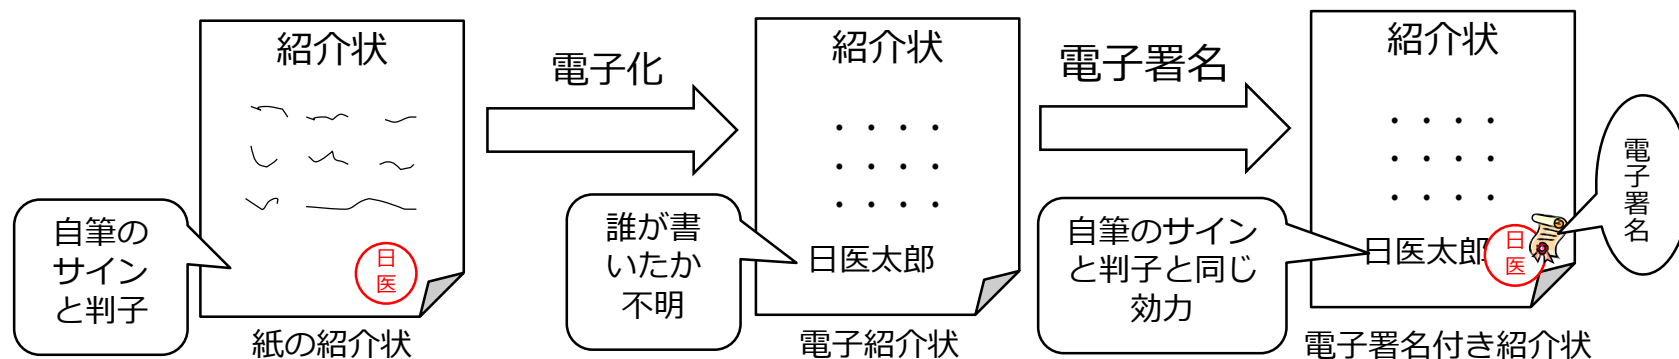 紹介状
自筆の
サイン
と判子
日
医
紙の紹介状
電子化
紹介状
・・・・
・・・・
・・・・
誰が書
いたか
不明
日医太郎
電子紹介状
電子署名
紹介状
・・・・
・・・・
・・・・
自筆のサイン
と判子と同じ
効力
日医太郎
日
医
電子署名
電子署名付き紹介状